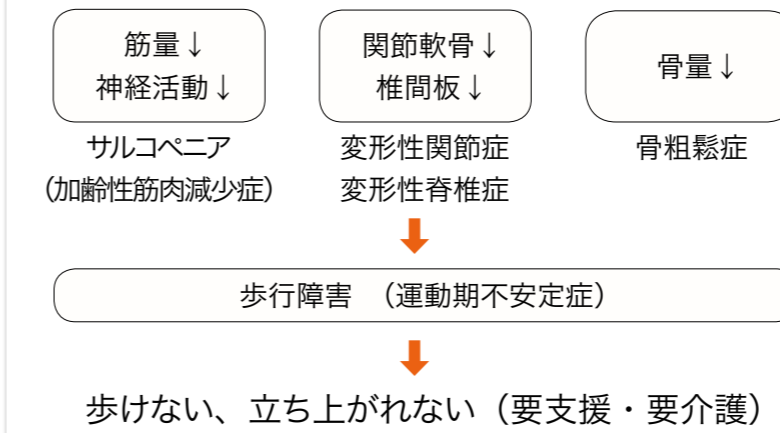 筋量↓
神経活動↓
サルコペニア
（加齢性筋肉減少症）
関節軟骨↓
椎間板↓
変形性関節症
変形性脊椎症
骨量↓
骨粗鬆症
歩行障害　（運動期不安定症）
歩けない、立ち上がれない（要支援・要介護）